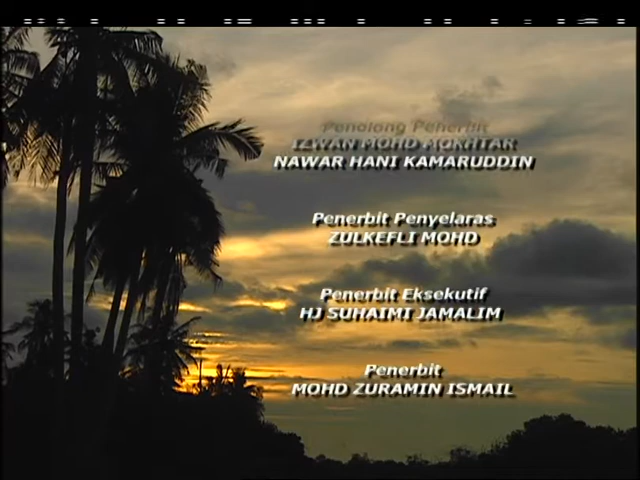 Penolong Penerbit
IZWAN MOHD MOKHTAR
NAWAR HANI KAMARUDDIN
Penerbit Penyelaras
ZULKEFLI MOHD
Penerbit Eksekutif
HJ SUHAIMI JAMALIM
Penerbit
MOHD ZURAMIN ISMAIL